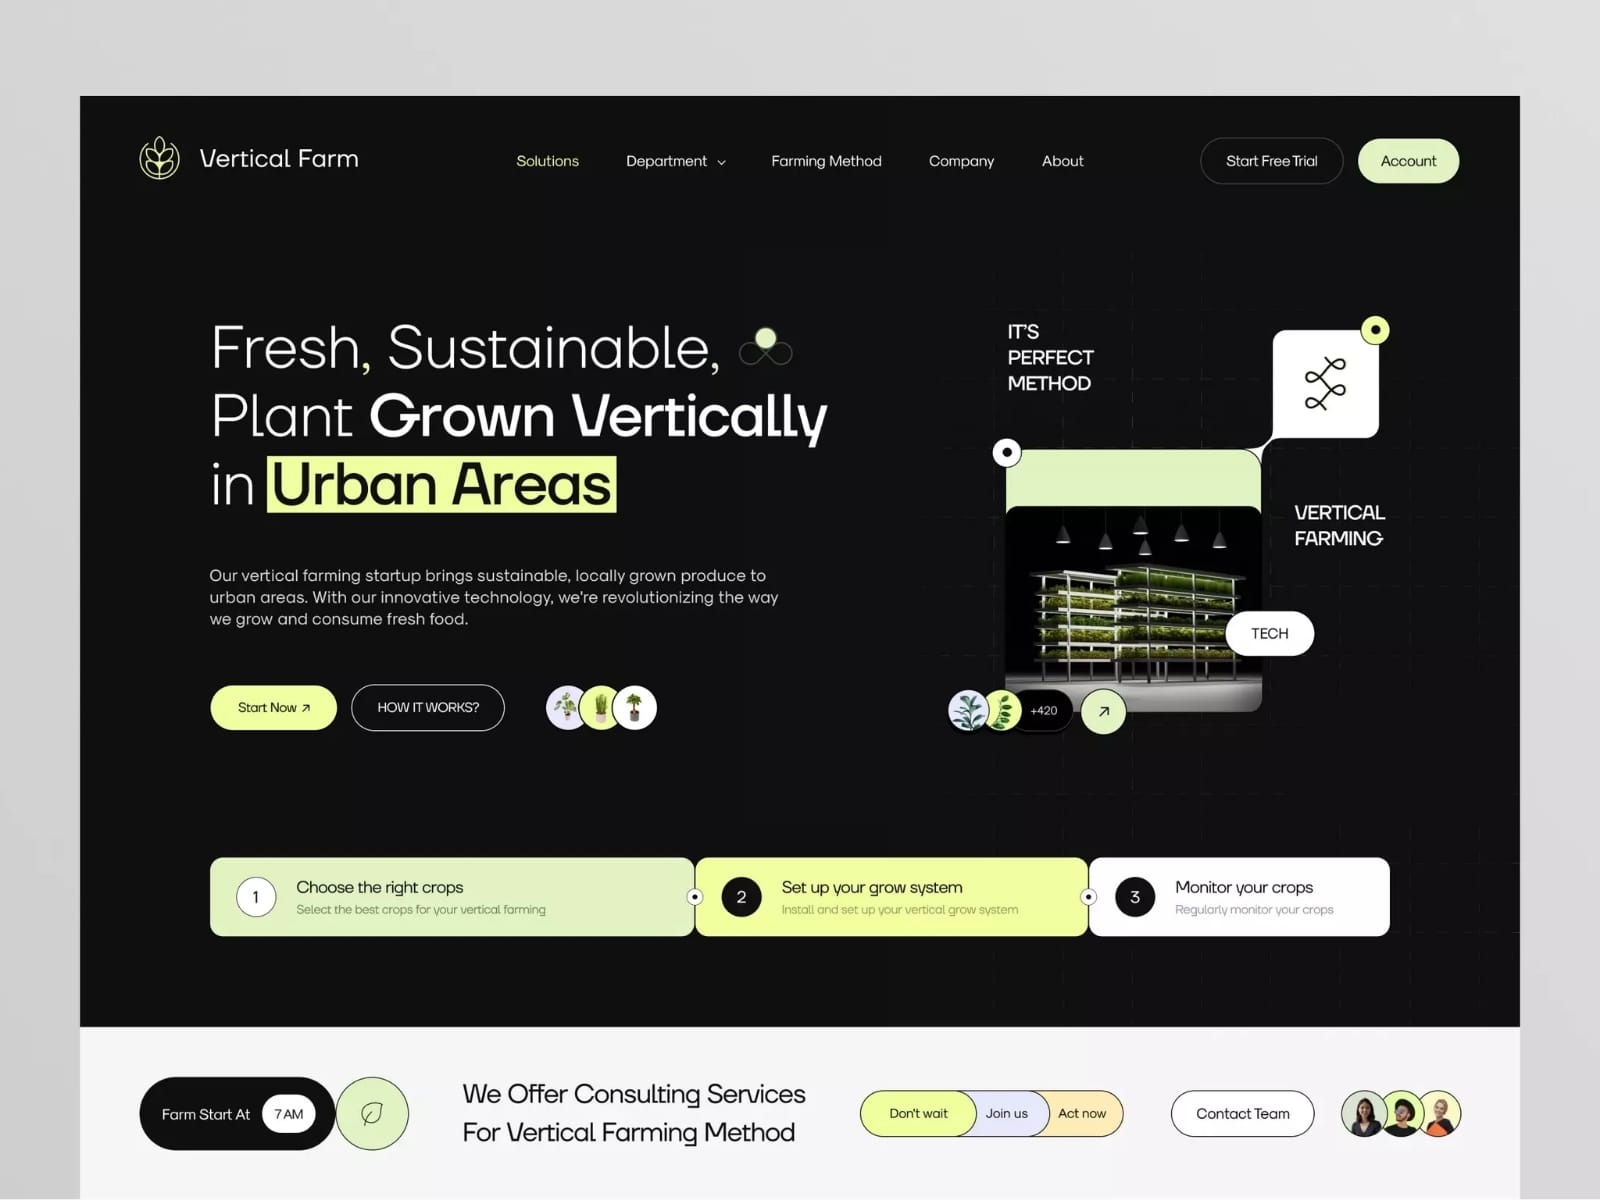 Vertical Farm
Solutions
Department
Farming Method
Company
About
Start Free Trial
Account
Fresh, Sustainable,
Plant Grown Vertically
in Urban Areas
Our vertical farming startup brings sustainable, locally grown produce to
urban areas. With our innovative technology, we're revolutionizing the way
we grow and consume fresh food.
Start Now
HOW IT WORKS?
IT'S
PERFECT
METHOD
VERTICAL
FARMING
TECH
+420
1
Choose the right crops
Select the best crops for your vertical farming
2
Set up your grow system
Install and set up your vertical grow system
3
Monitor your crops
Regularly monitor your crops
Farm Start At
7 AM
We Offer Consulting Services
For Vertical Farming Method
Don't wait
Join us
Act now
Contact Team